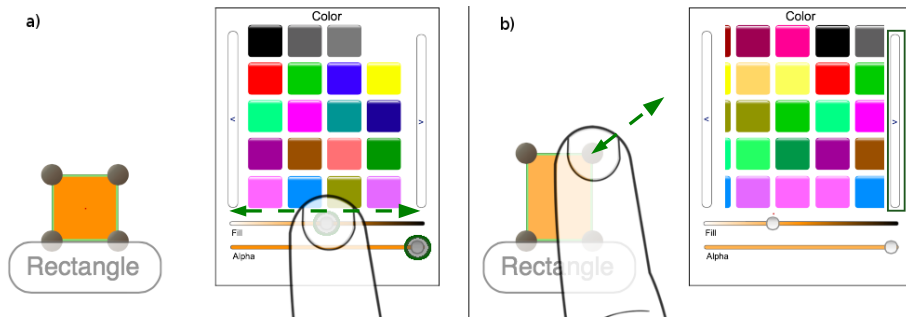 a)
Color
<
>
Fill
Alpha
Rectangle
b)
Color
<
>
Fill
Alpha
Rectangle